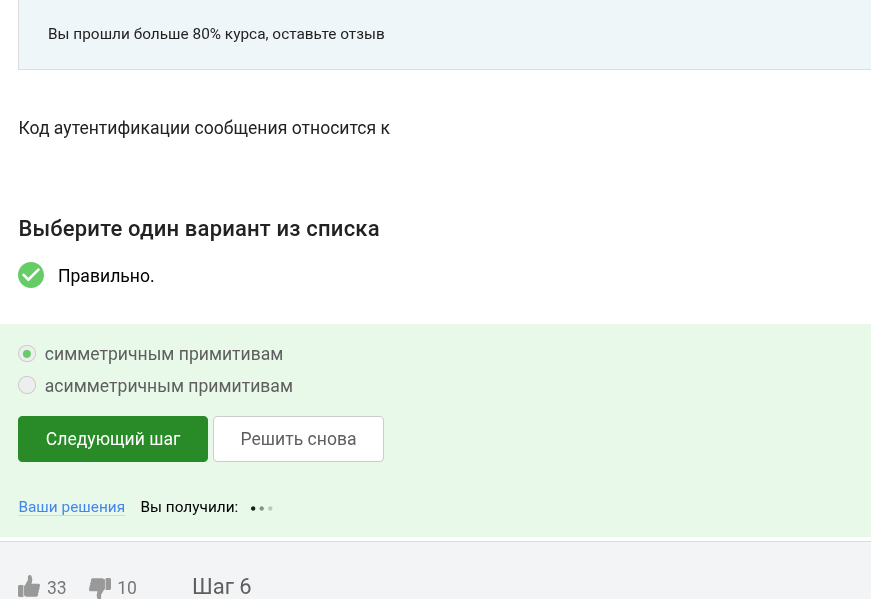 Вы прошли больше 80% курса, оставьте отзыв
Код аутентификации сообщения относится к
Выберите один вариант из списка
Правильно.
симметричным примитивам
асимметричным примитивам
Следующий шаг Решить снова
Ваши решения Вы получили:
33 10 Шаг 6